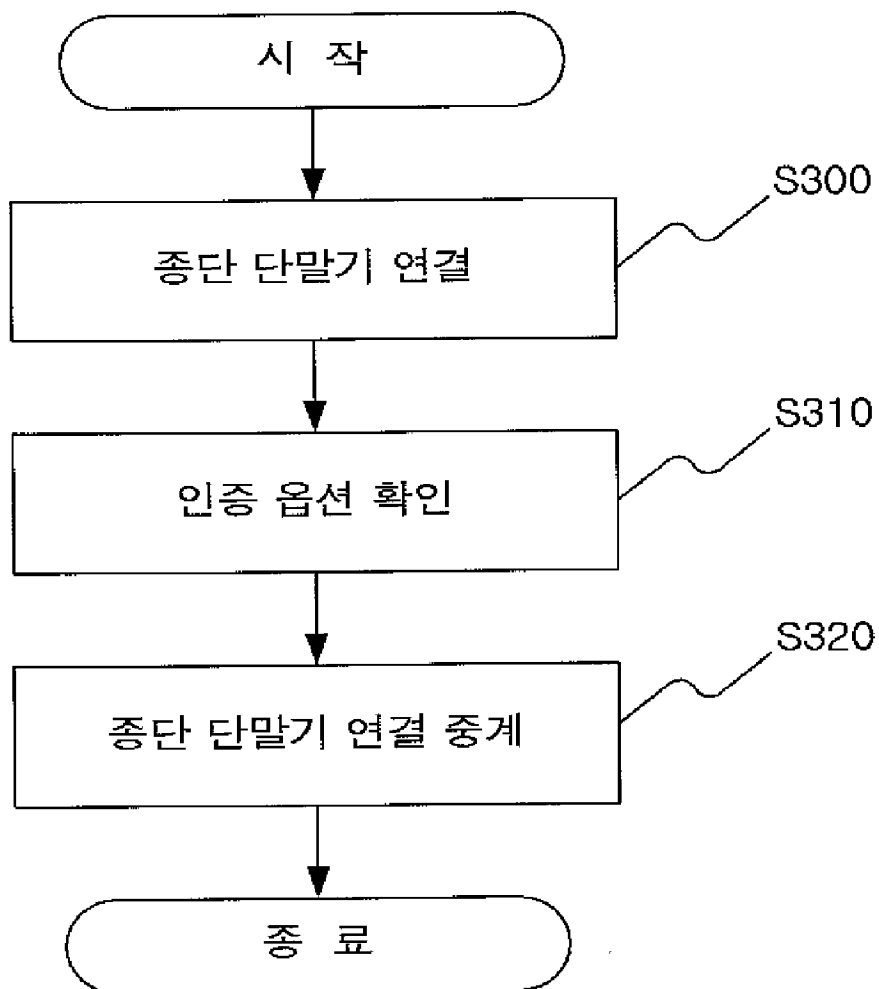 시 작
S300
종단 단말기 연결
S310
인증 옵션 확인
S320
종단 단말기 연결 중계
종 료